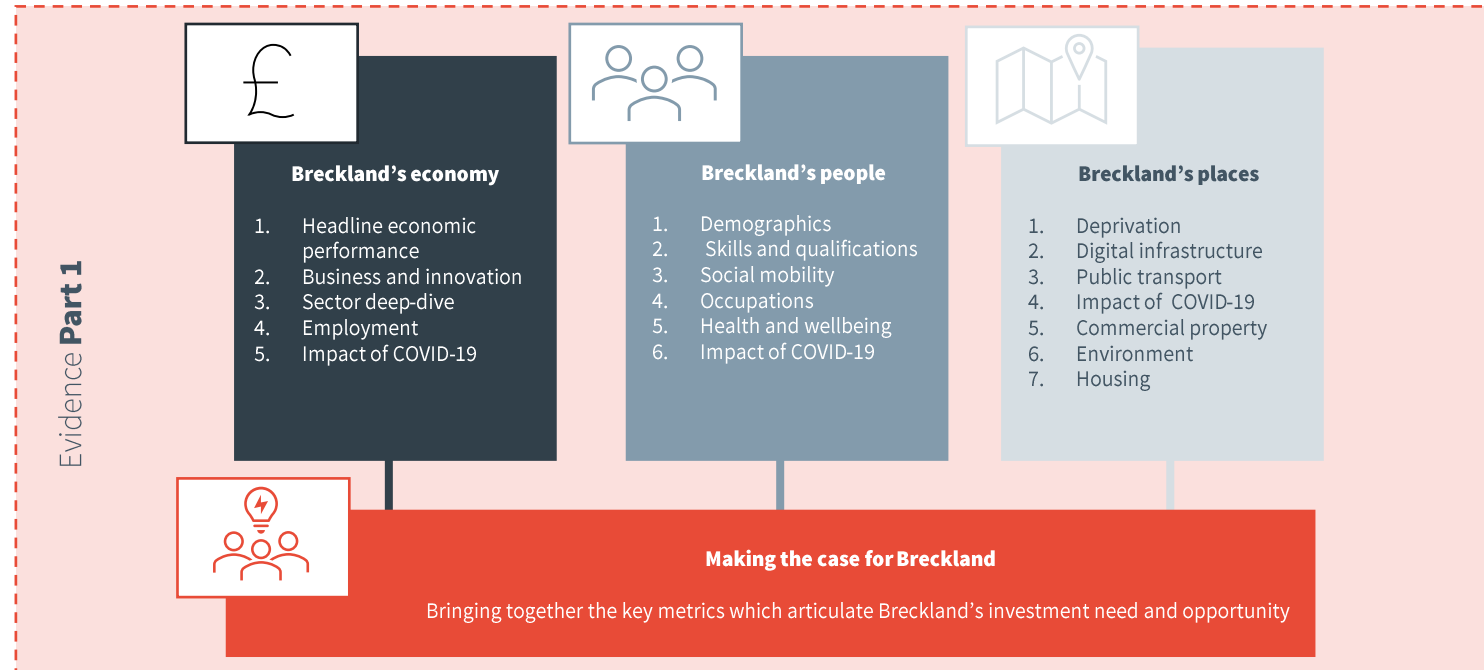 Evidence Part 1
£
Breckland’s economy
1. Headline economic
performance
2. Business and innovation
3. Sector deep-dive
4. Employment
5. Impact of COVID-19
Breckland’s people
1. Demographics
2. Skills and qualifications
3. Social mobility
4. Occupations
5. Health and wellbeing
6. Impact of COVID-19
Breckland’s places
1. Deprivation
2. Digital infrastructure
3. Public transport
4. Impact of COVID-19
5. Commercial property
6. Environment
7. Housing
Making the case for Breckland
Bringing together the key metrics which articulate Breckland’s investment need and opportunity